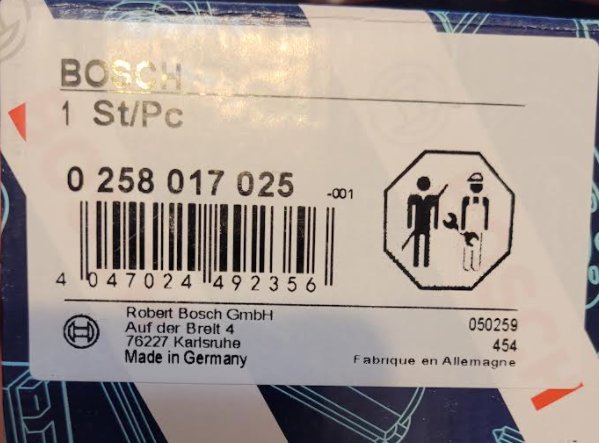 BOSCH
1 St/Pc
0 258 017 025 -001
4 047024 492356
Robert Bosch GmbH
Auf der Breit 4
76227 Karlsruhe
Made in Germany
050259
454
Fabrique en Allemagne